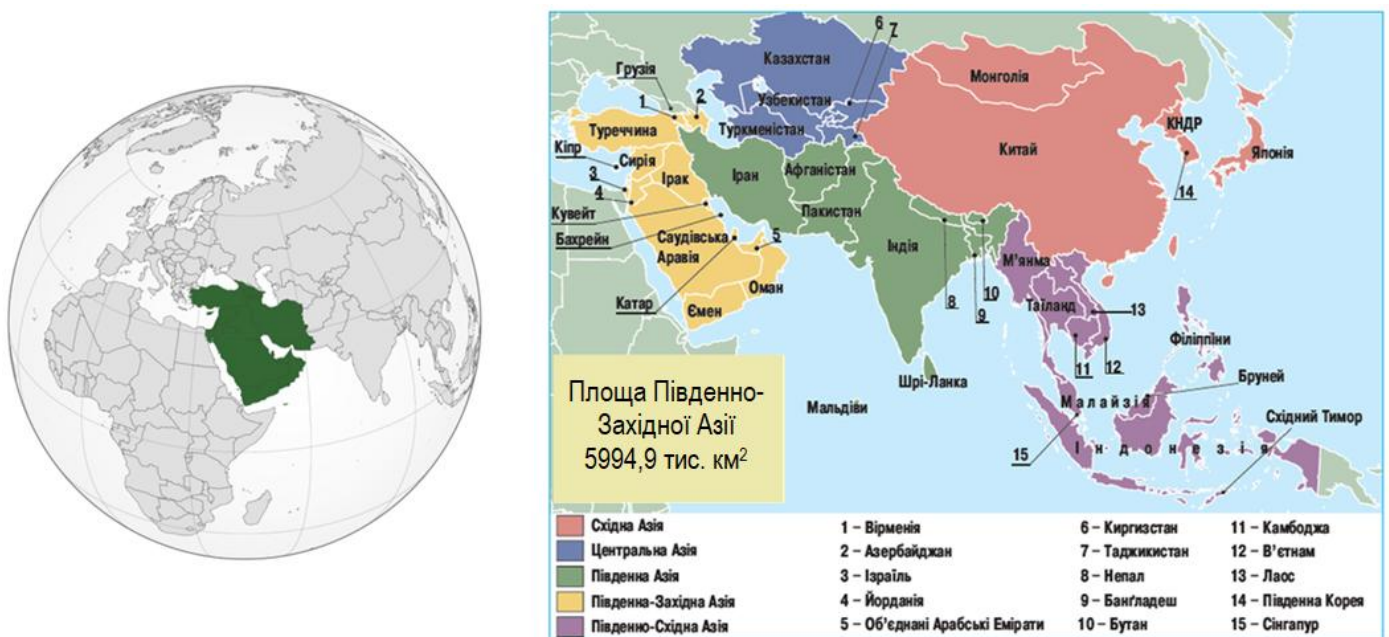 6
7
Казахстан
Монголія
Грузія
1
2
Узбекистан
Туреччина
Туркменістан
КНДР
Кіпр
Сирія
Китай
Японія
3
Ірак
Іран
Афганістан
14
4
Кувейт
Пакистан
Бахрейн
Саудівська
Аравія
5
Індія
М'янма
Оман
Таїланд
Катар
Ємен
8
10
9
13
Філіппіни
11
12
Площа Південно-
Західної Азії
5994,9 тис. км²
Шрі-Ланка
Мальдіви
Бруней
Малайзія
Східний Тимор
15
Індонезія
Східна Азія
Центральна Азія
Південна Азія
Південна-Західна Азія
Південно-Східна Азія
1 – Вірменія
2 – Азербайджан
3 – Ізраїль
4 – Йорданія
5 – Об'єднані Арабські Емірати
6 – Киргизстан
7 – Таджикистан
8 – Непал
9 – Банґладеш
10 – Бутан
11 – Камбоджа
12 – В'єтнам
13 – Лаос
14 – Південна Корея
15 – Сінгапур